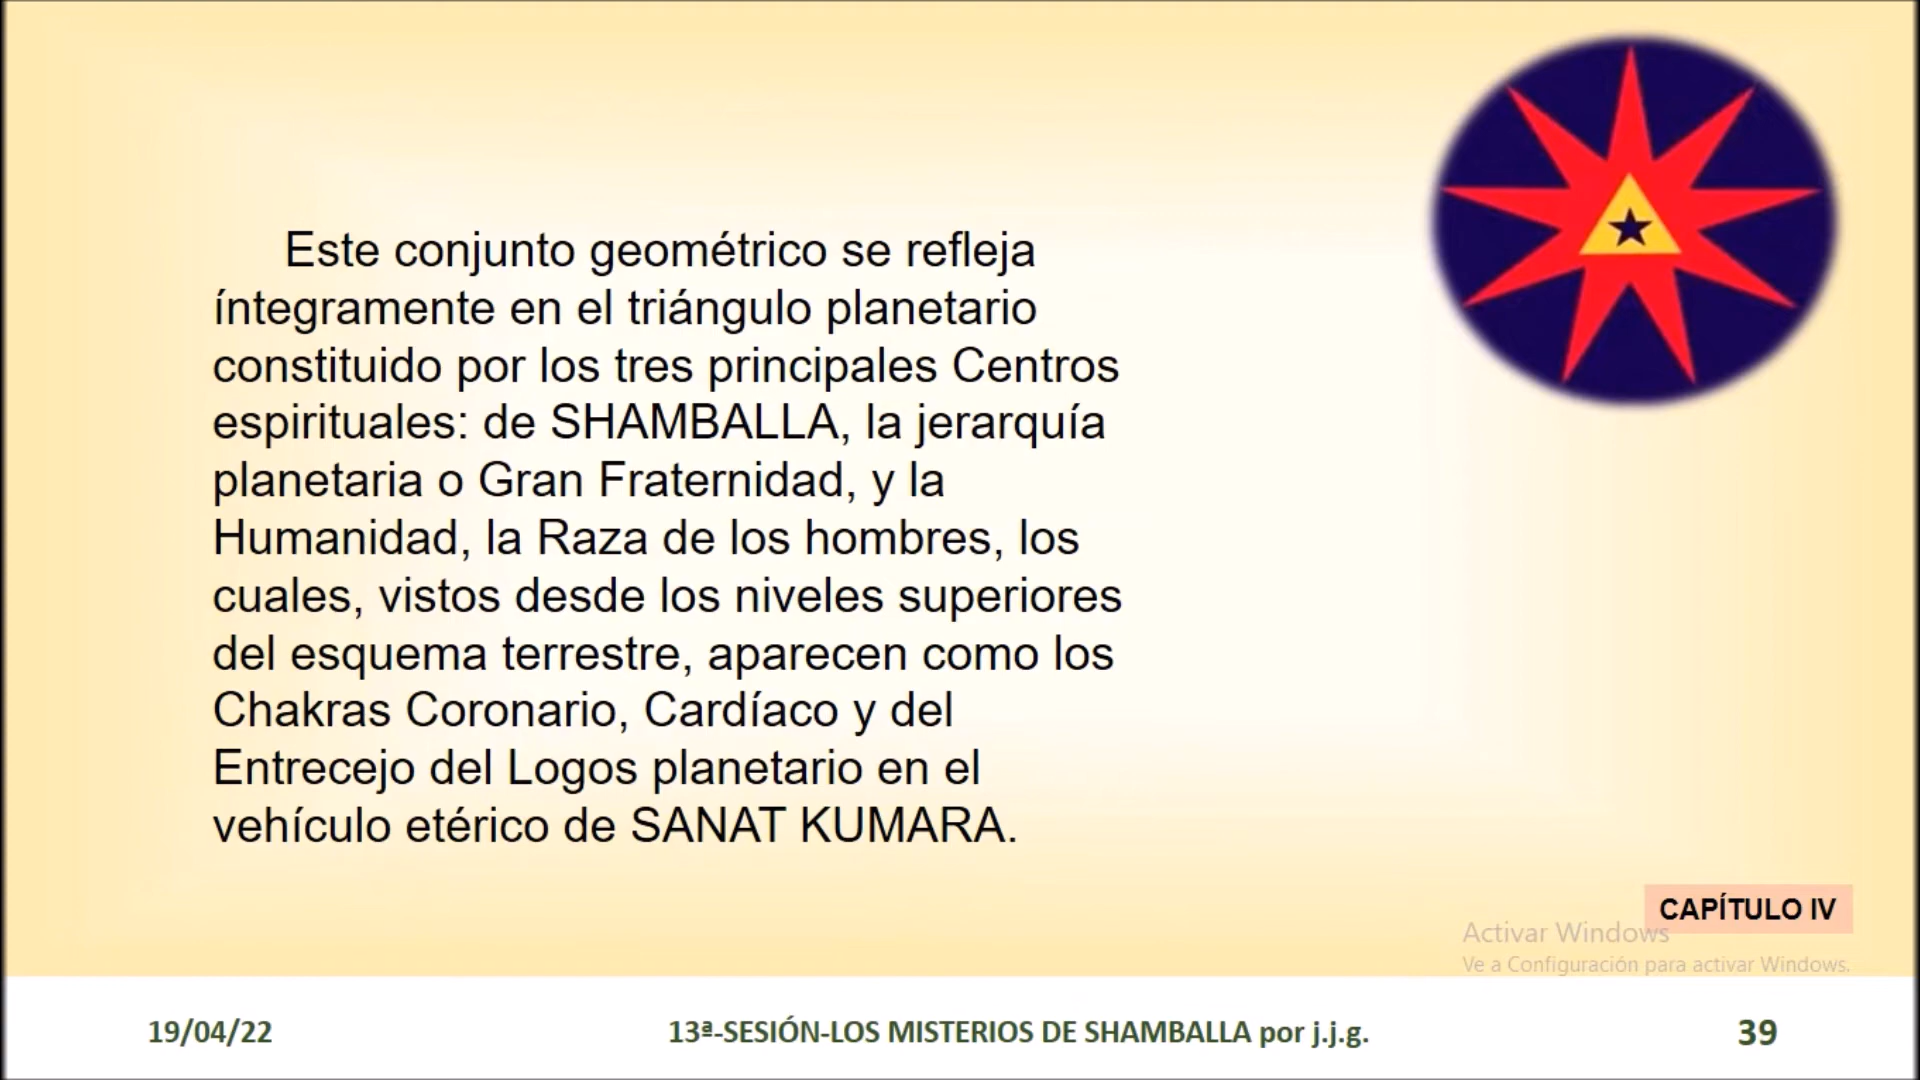 Este conjunto geométrico se refleja
íntegramente en el triángulo planetario
constituido por los tres principales Centros
espirituales: de SHAMBALLA, la jerarquía
planetaria o Gran Fraternidad, y la
Humanidad, la Raza de los hombres, los
cuales, vistos desde los niveles superiores
del esquema terrestre, aparecen como los
Chakras Coronario, Cardíaco y del
Entrecejo del Logos planetario en el
vehículo etérico de SANAT KUMARA.
CAPÍTULO IV
Activar Windows
Ve a Configuración para activar Windows.
19/04/22
13ª-SESIÓN-LOS MISTERIOS DE SHAMBALLA por j.j.g.
39